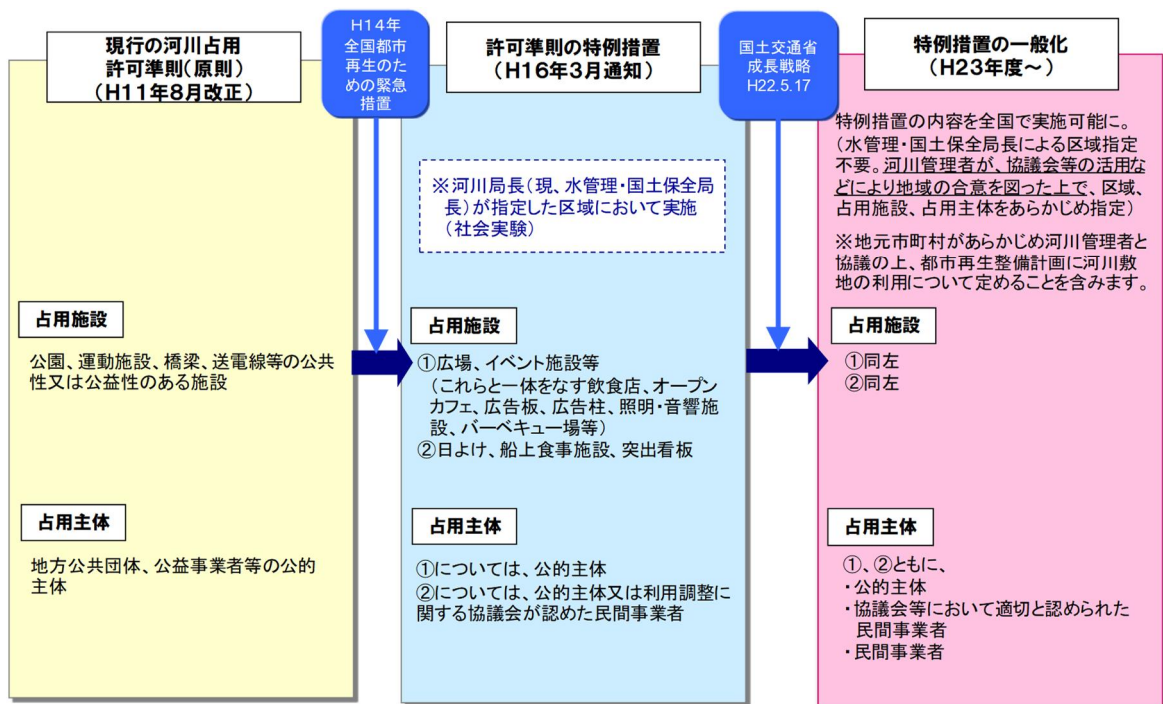 現行の河川占用
許可準則(原則)
(H11年8月改正)
占用施設
公園、運動施設、橋梁、送電線等の公共
性又は公益性のある施設
占用主体
地方公共団体、公益事業者等の公的
主体
H14年
全国都市
再生のた
めの緊急
措置
許可準則の特例措置
(H16年3月通知)
※河川局長(現、水管理・国土保全局
長)が指定した区域において実施
(社会実験)
占用施設
①広場、イベント施設等
(これらと一体をなす飲食店、オープン
カフェ、広告板、広告柱、照明・音響施
設、バーベキュー場等)
②日よけ、船上食事施設、突出看板
占用主体
①については、公的主体
②については、公的主体又は利用調整に
関する協議会が認めた民間事業者
国土交通省
成長戦略
H22.5.17
特例措置の一般化
(H23年度~)
特例措置の内容を全国で実施可能に。
(水管理・国土保全局長による区域指定
不要。河川管理者が、協議会等の活用な
どにより地域の合意を図った上で、区域、
占用施設、占用主体をあらかじめ指定)
※地元市町村があらかじめ河川管理者と
協議の上、都市再生整備計画に河川敷
地の利用について定めることを含みます。
占用施設
①同左
②同左
占用主体
①、②ともに、
・公的主体
・協議会等において適切と認められた
民間事業者
・民間事業者